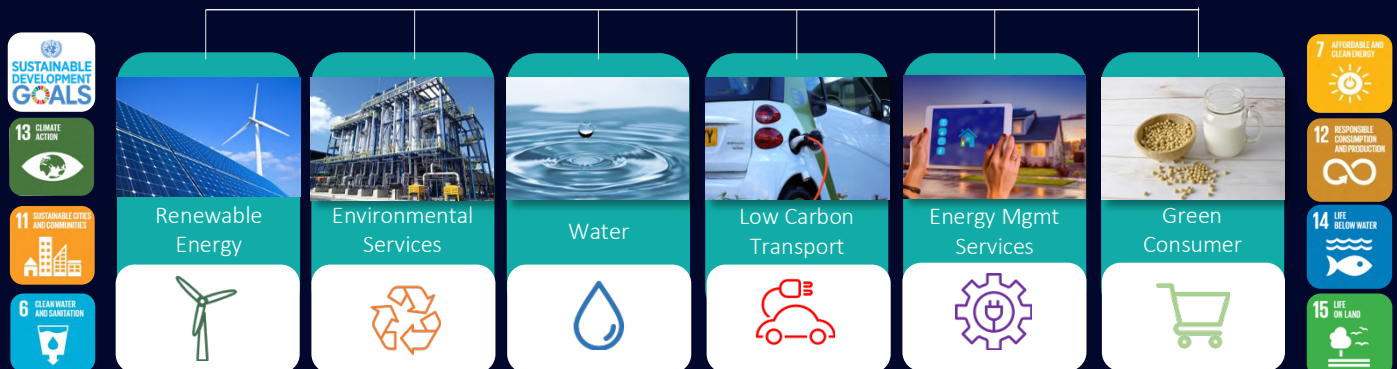 SUSTAINABLE
DEVELOPMENT
GOALS
13 CLIMATE
ACTION
11 SUSTAINABLE CITIES
AND COMMUNITIES
6 CLEAN WATER
AND SANITATION
Renewable
Energy
Environmental
Services
Water
Low Carbon
Transport
Energy Mgmt
Services
Green
Consumer
7 AFFORDABLE AND
CLEAN ENERGY
12 RESPONSIBLE
CONSUMPTION
AND PRODUCTION
14 LIFE
BELOW WATER
15 LIFE
ON LAND